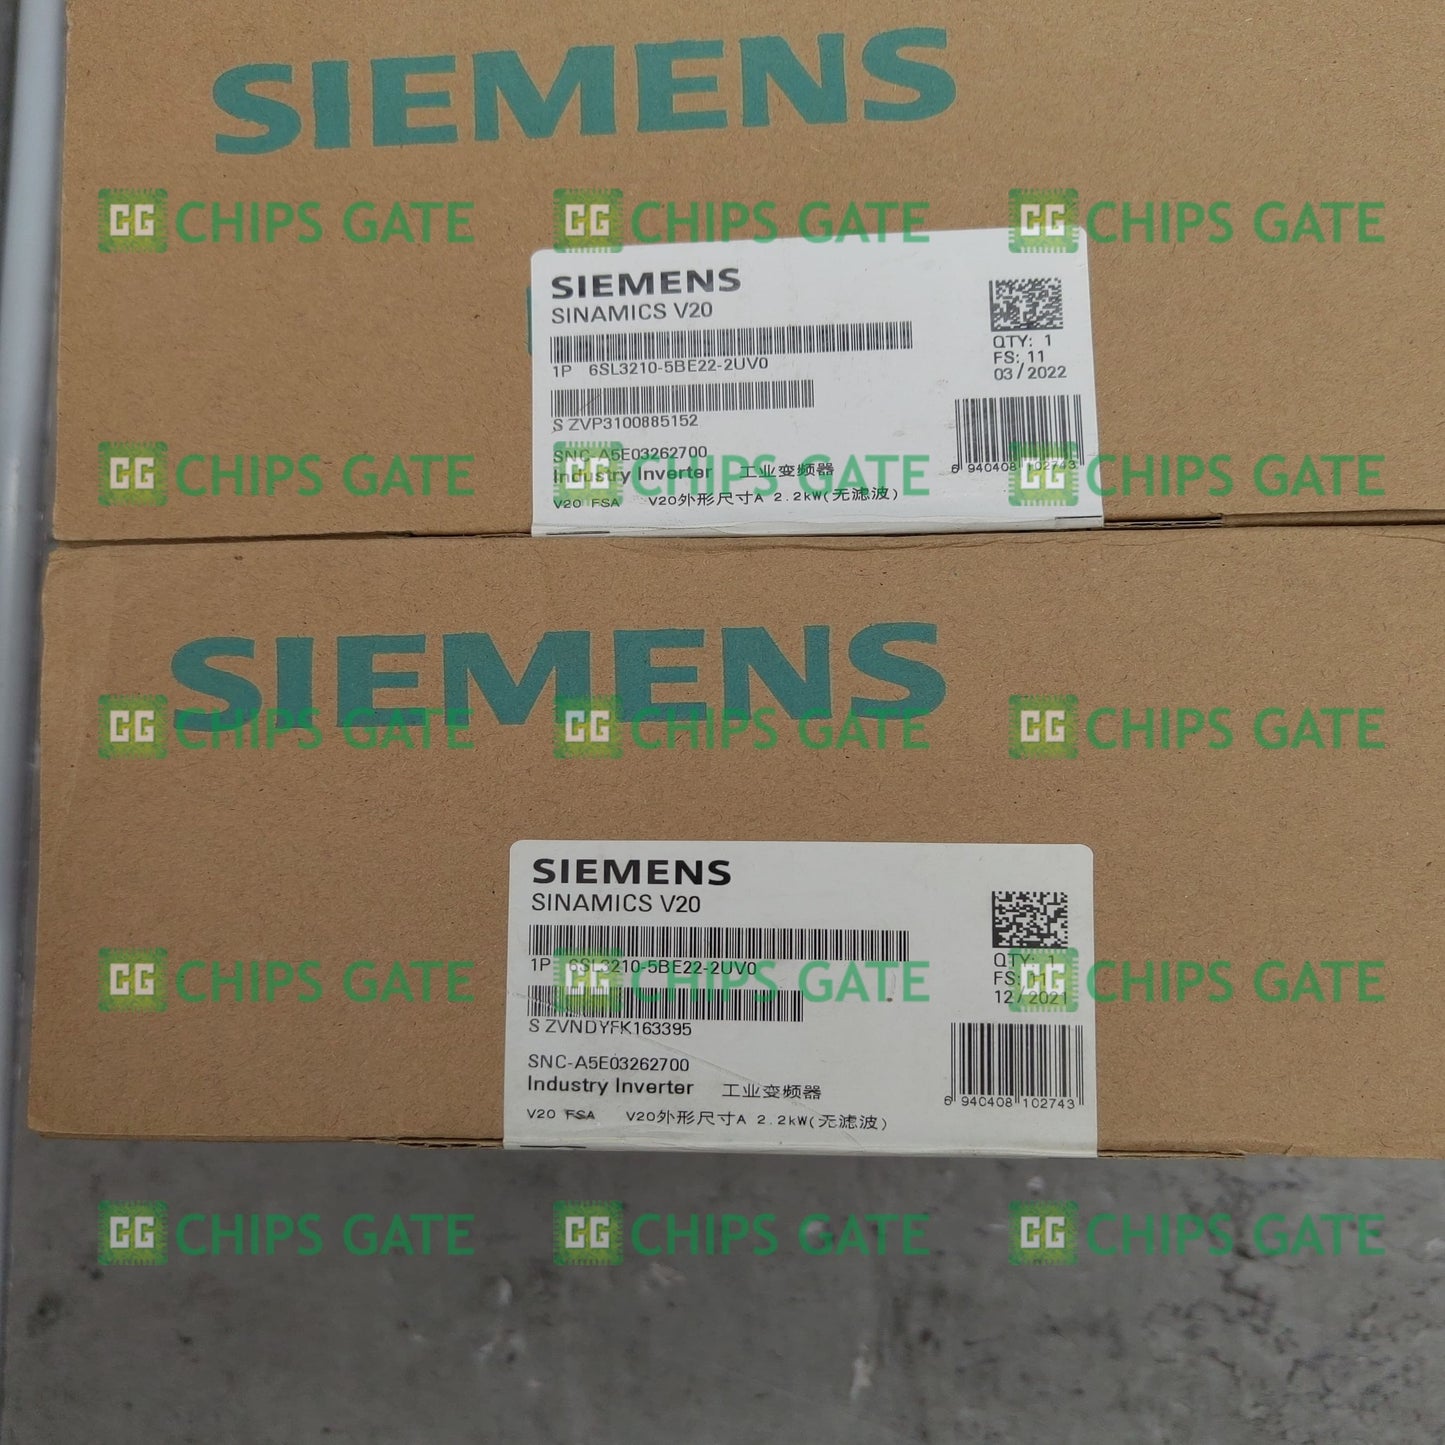 SIEMENS
CG CHIPS GATE CG CHIPS GATE CG CHIPS GATE
SIEMENS
SINAMICS V20
1P 6SL3210-5BE22-2UV0
S ZVP3100885152
SNC-A5E03262700
Industry Inverter 工业变频器
V20 FSA V20外形尺寸A 2.2kW(无滤波)
QTY: 1
FS: 11
03/2022
6 940408 102743
CG CHIPS GATE CG CHIPS GATE CG CHIPS GATE
SIEMENS
CG CHIPS GATE CG CHIPS GATE CG CHIPS GATE
SIEMENS
SINAMICS V20
1P 6SL3210-5BE22-2UV0
S ZVNDYFK163395
SNC-A5E03262700
Industry Inverter 工业变频器
V20 FSA V20外形尺寸A 2.2kW(无滤波)
QTY: 1
FS:
12/2021
6 940408 102743
CG CHIPS GATE CG CHIPS GATE CG CHIPS GATE
CG CHIPS GATE CG CHIPS GATE CG CHIPS GATE